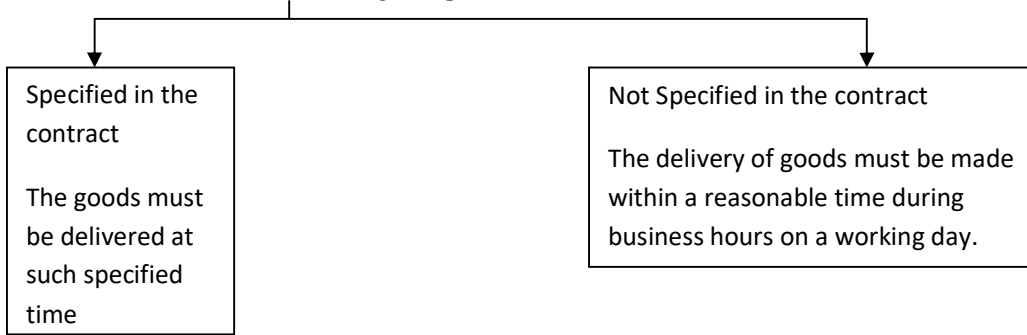 Specified in the
contract
The goods must
be delivered at
such specified
time
Not Specified in the contract
The delivery of goods must be made
within a reasonable time during
business hours on a working day.